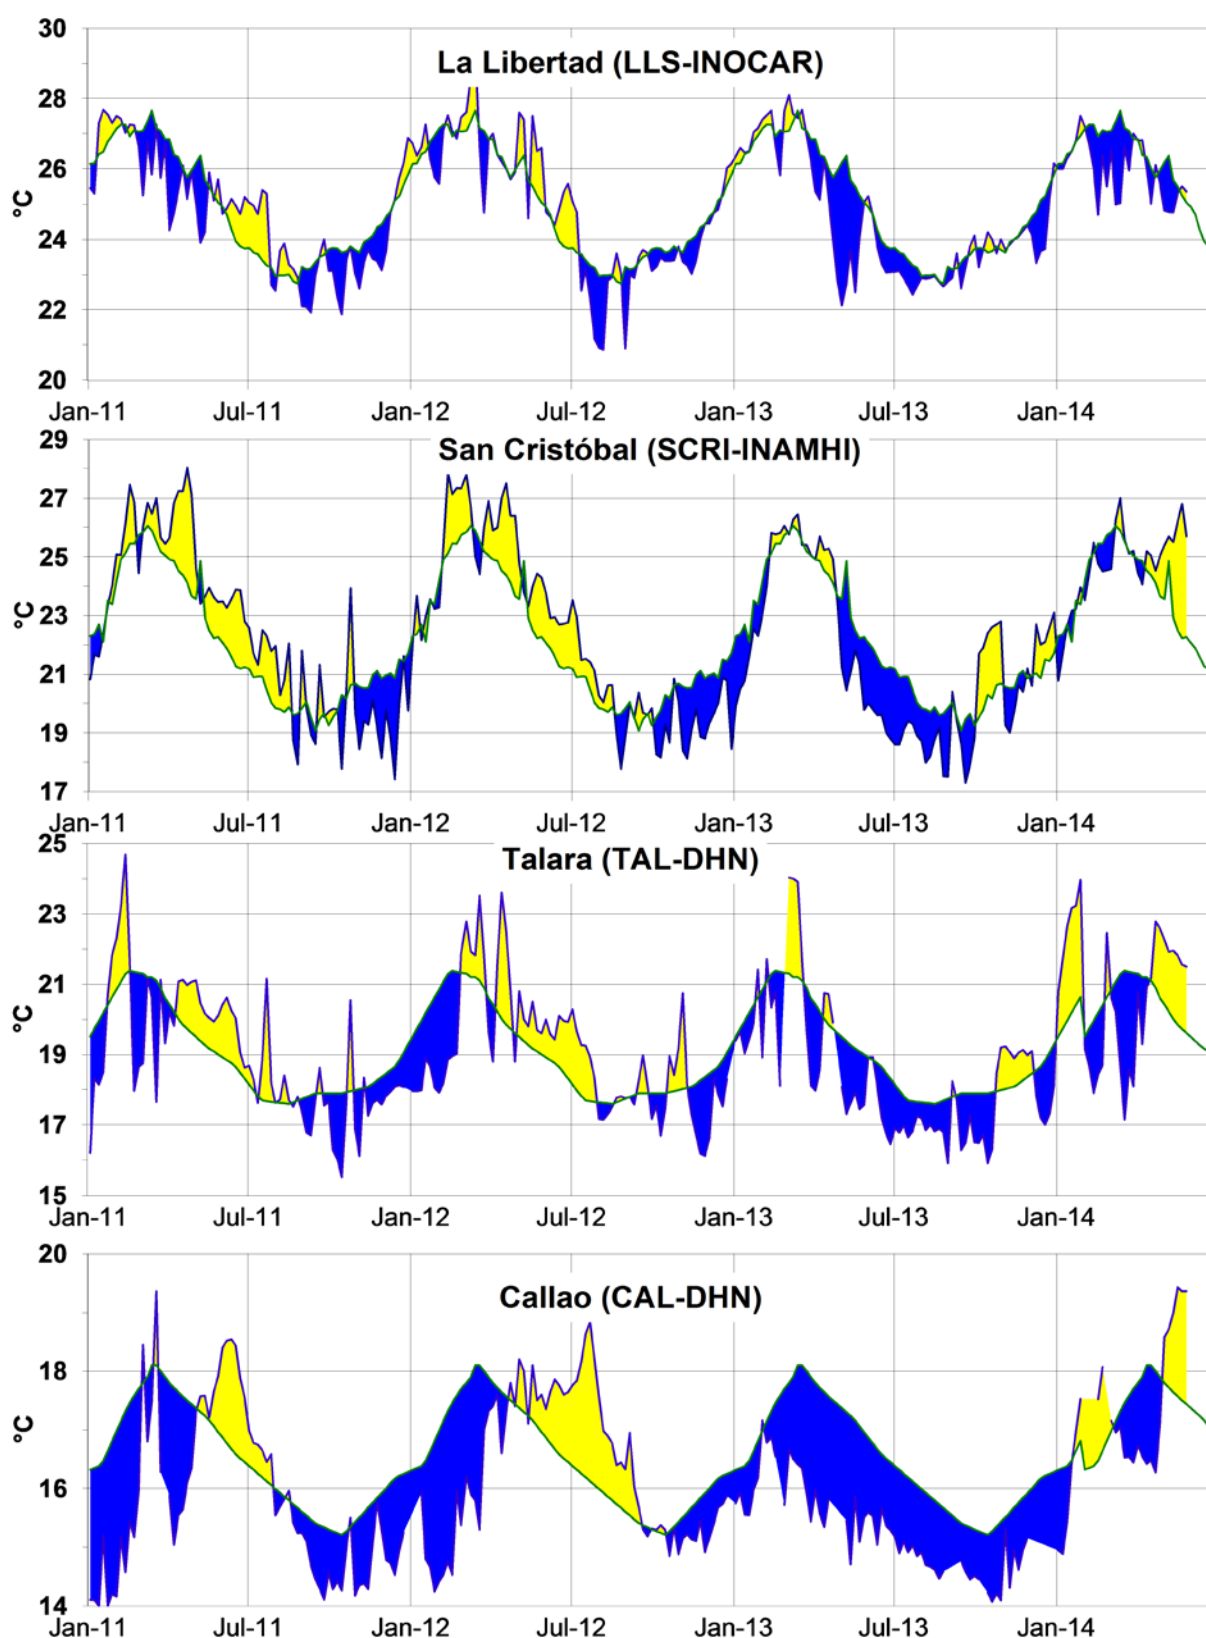 La Libertad (LLS-INOCAR)
°C
30
28
26
24
22
20
Jan-11 Jul-11 Jan-12 Jul-12 Jan-13 Jul-13 Jan-14
San Cristóbal (SCRI-INAMHI)
°C
29
27
25
23
21
19
17
Jan-11 Jul-11 Jan-12 Jul-12 Jan-13 Jul-13 Jan-14
Talara (TAL-DHN)
°C
25
23
21
19
17
15
Jan-11 Jul-11 Jan-12 Jul-12 Jan-13 Jul-13 Jan-14
Callao (CAL-DHN)
°C
20
18
16
14
Jan-11 Jul-11 Jan-12 Jul-12 Jan-13 Jul-13 Jan-14